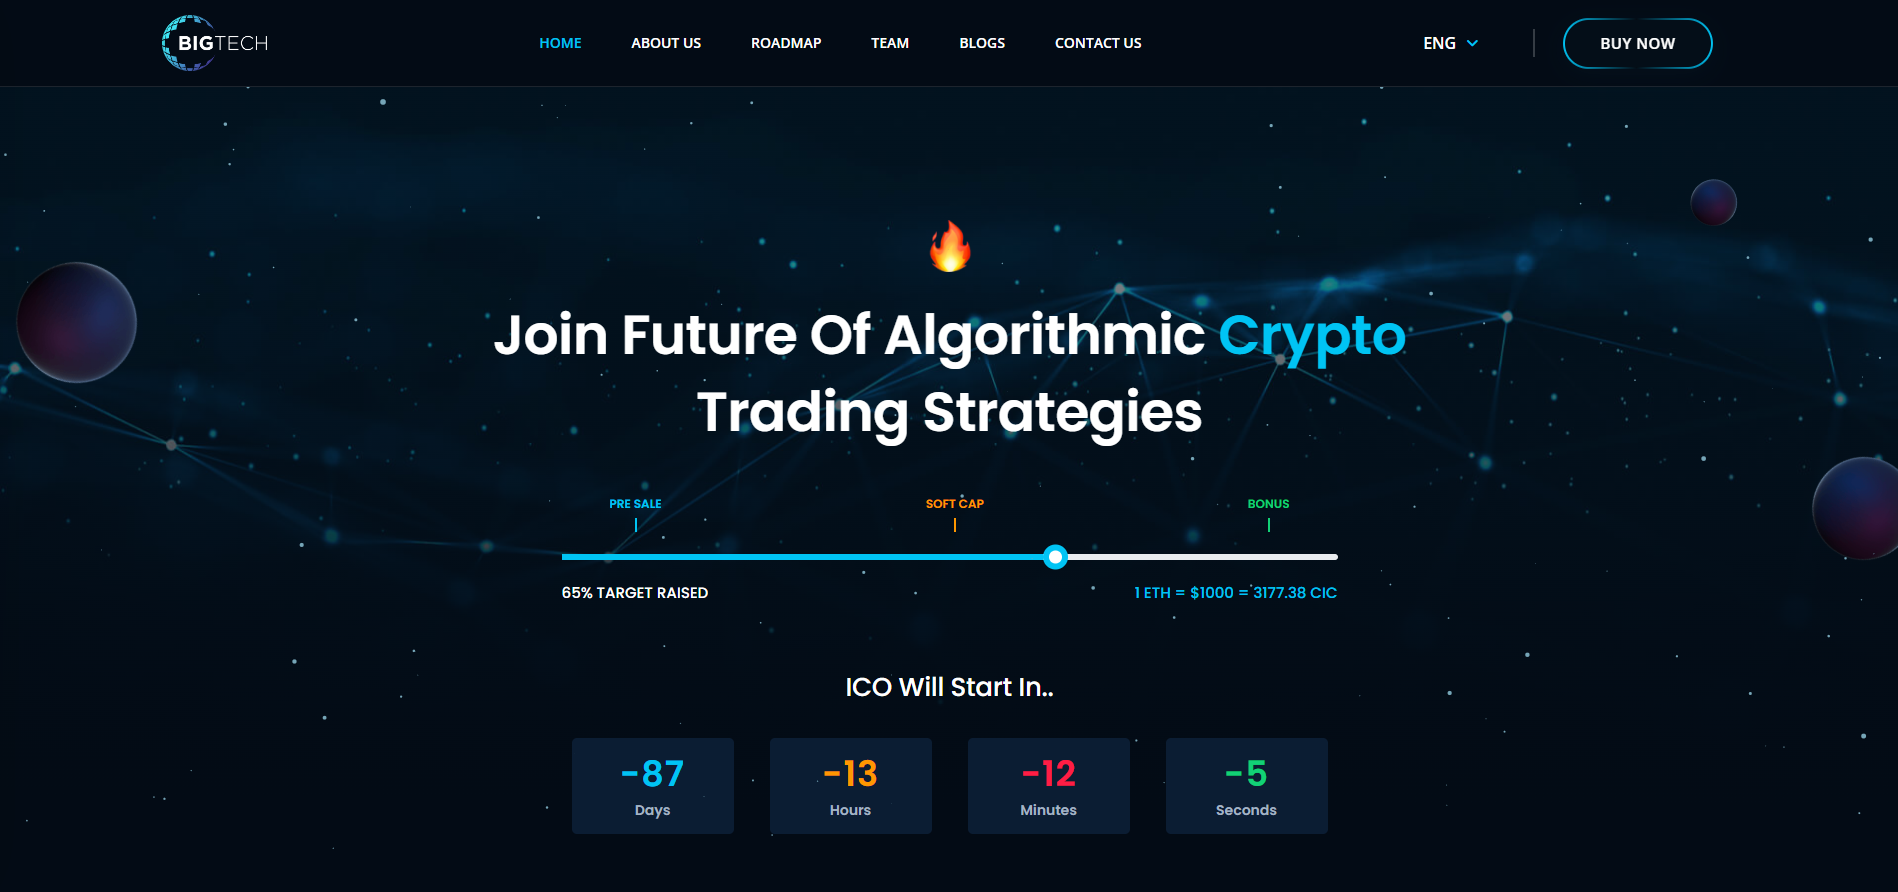 BIGTECH
HOME ABOUT US ROADMAP TEAM BLOGS CONTACT US
ENG
BUY NOW
Join Future Of Algorithmic Crypto
Trading Strategies
PRE SALE SOFT CAP BONUS
65% TARGET RAISED 1 ETH = $1000 = 3177.38 CIC
ICO Will Start In..
-87 -13 -12 -5
Days Hours Minutes Seconds